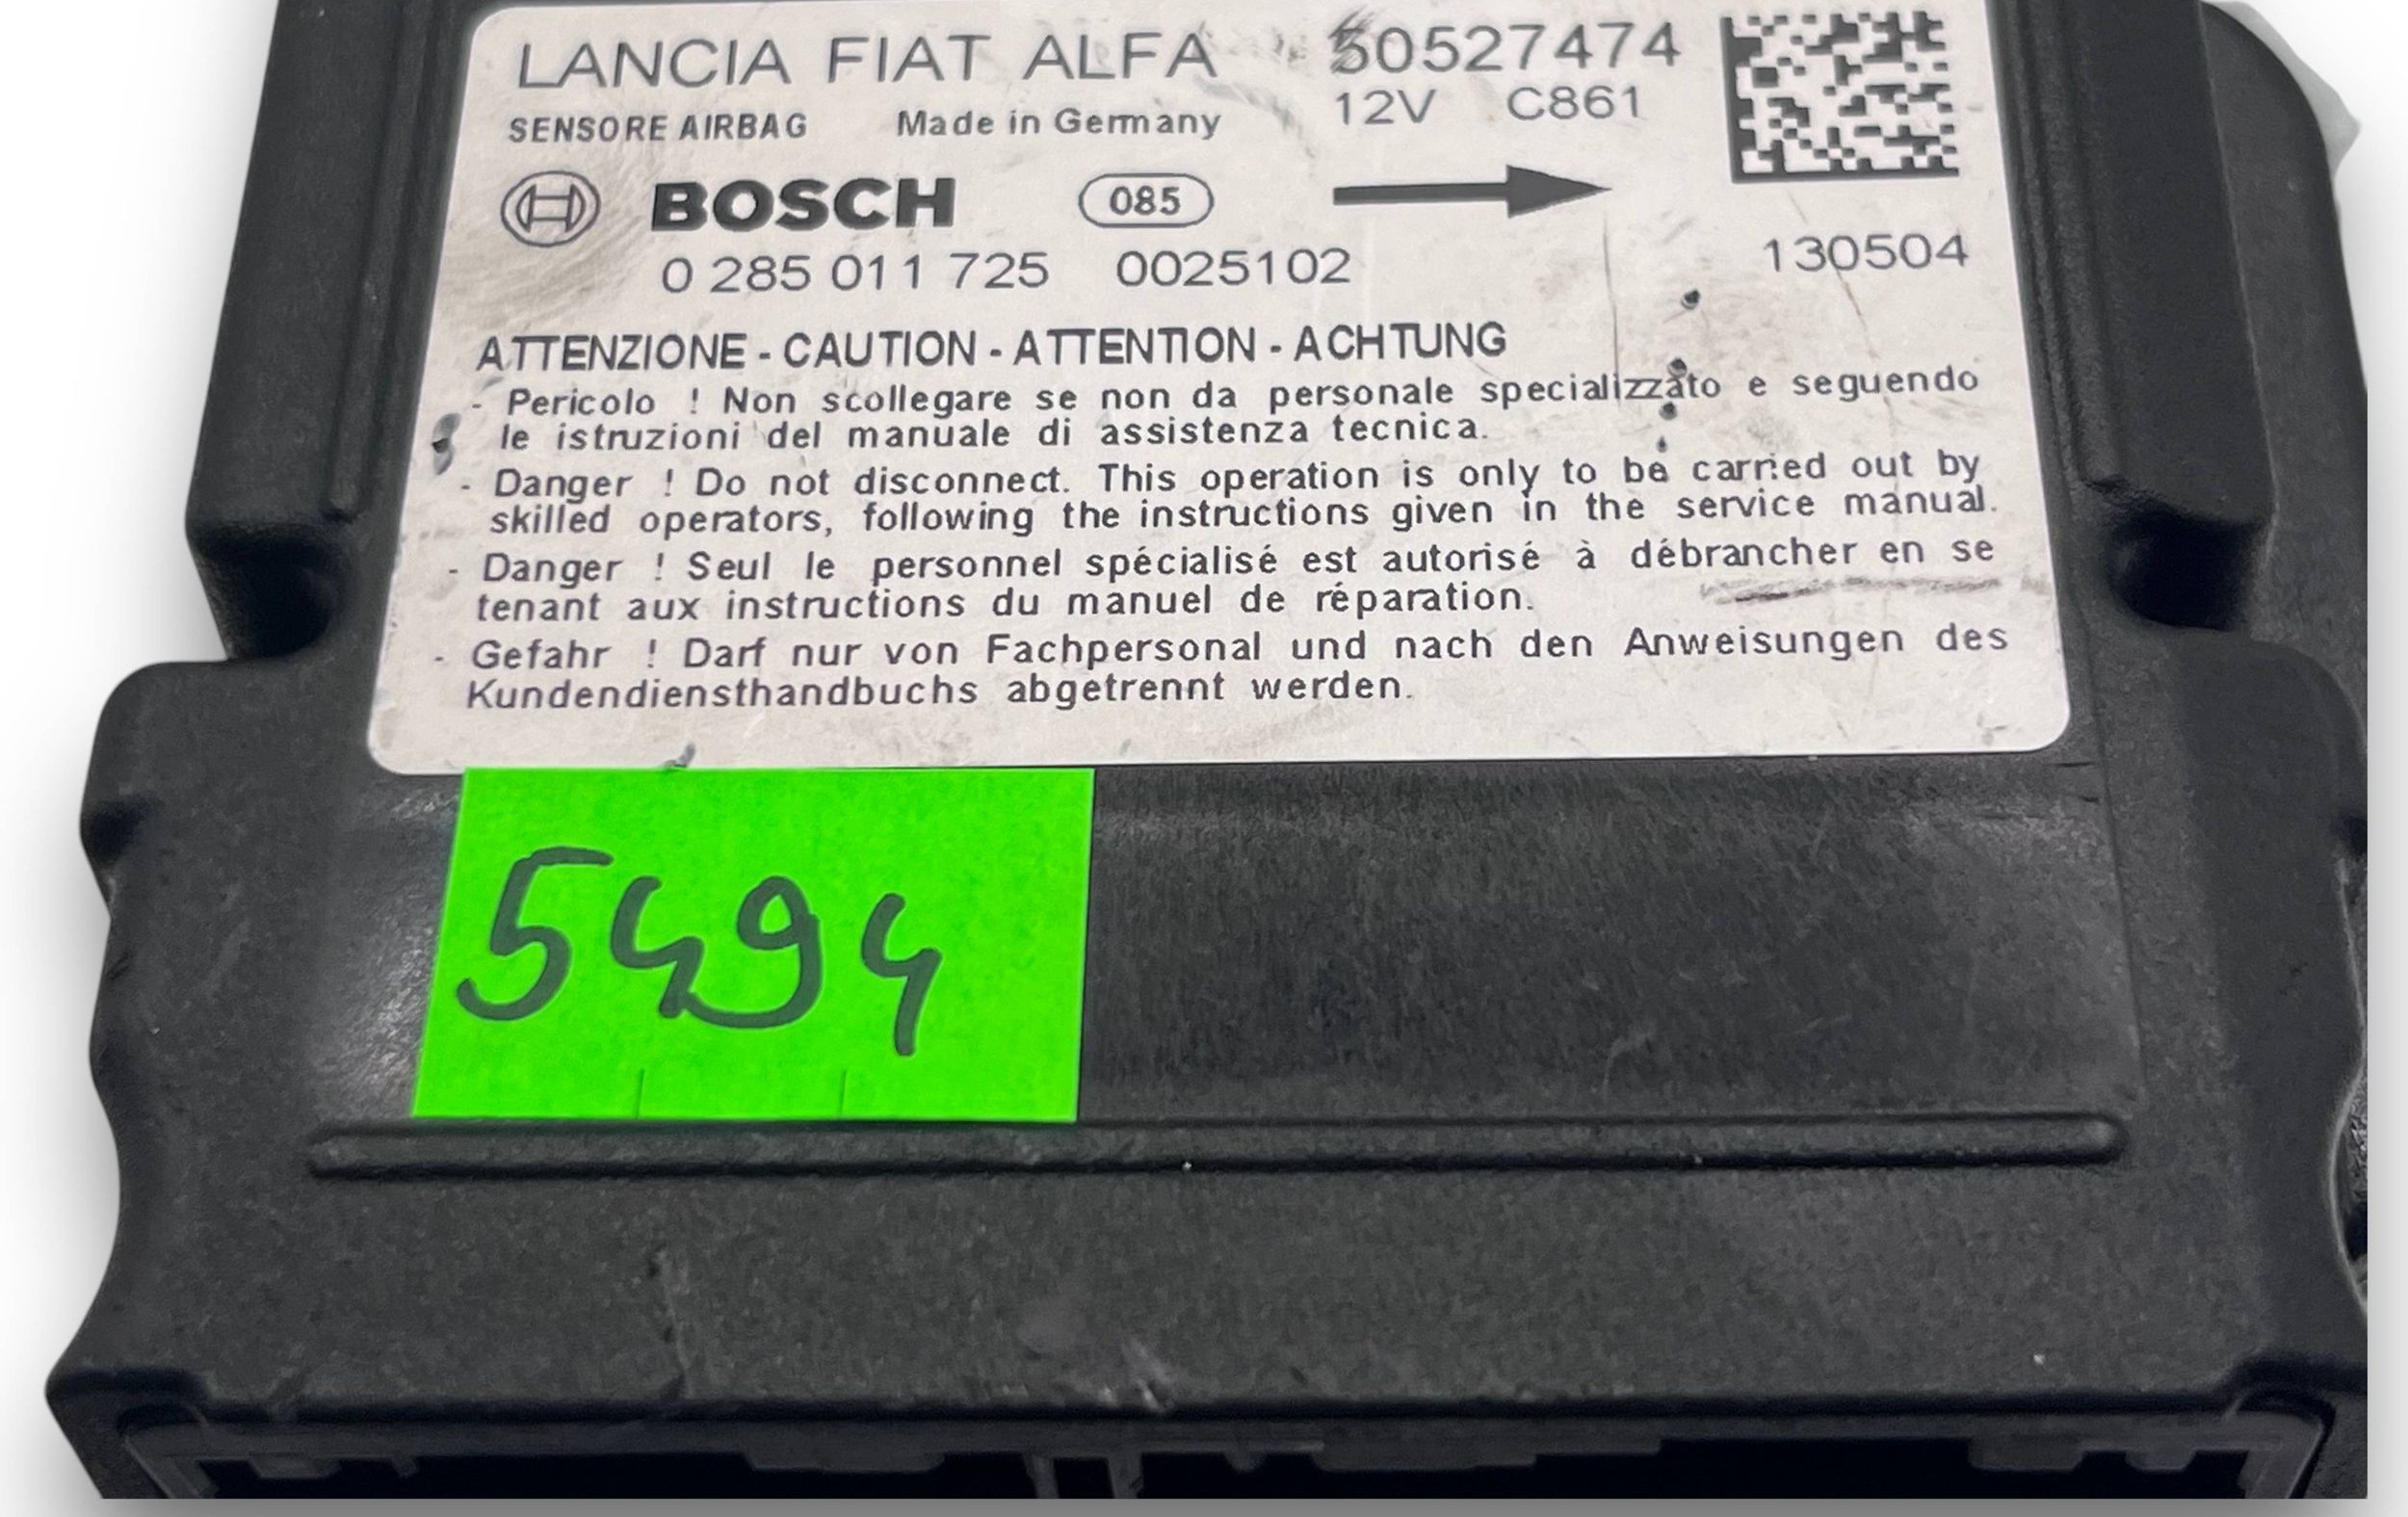 LANCIA FIAT ALFA 50527474
SENSORE AIRBAG Made in Germany 12V C861
BOSCH 085
0 285 011 725 0025102 130504
ATTENZIONE - CAUTION - ATTENTION - ACHTUNG
- Pericolo ! Non scollegare se non da personale specializzato e seguendo
le istruzioni del manuale di assistenza tecnica.
- Danger ! Do not disconnect. This operation is only to be carried out by
skilled operators, following the instructions given in the service manual.
- Danger ! Seul le personnel spécialisé est autorisé à débrancher en se
tenant aux instructions du manuel de réparation.
- Gefahr ! Darf nur von Fachpersonal und nach den Anweisungen des
Kundendiensthandbuchs abgetrennt werden.
5494